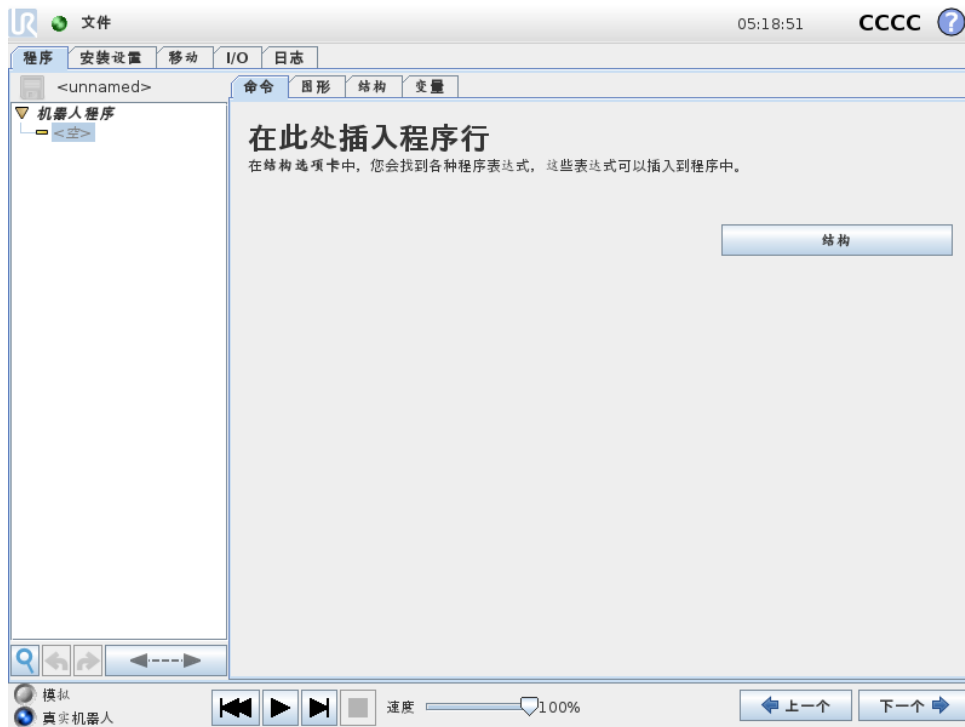 UR 文件 05:18:51 CCCC ?
程序 安装设置 移动 I/O 日志
<unnamed> 命令 图形 结构 变量
机器人程序
<空>
在此处插入程序行
在结构选项卡中，您会找到各种程序表达式，这些表达式可以插入到程序中。
结构
模拟
真实机器人
速度 100% 上一个 下一个